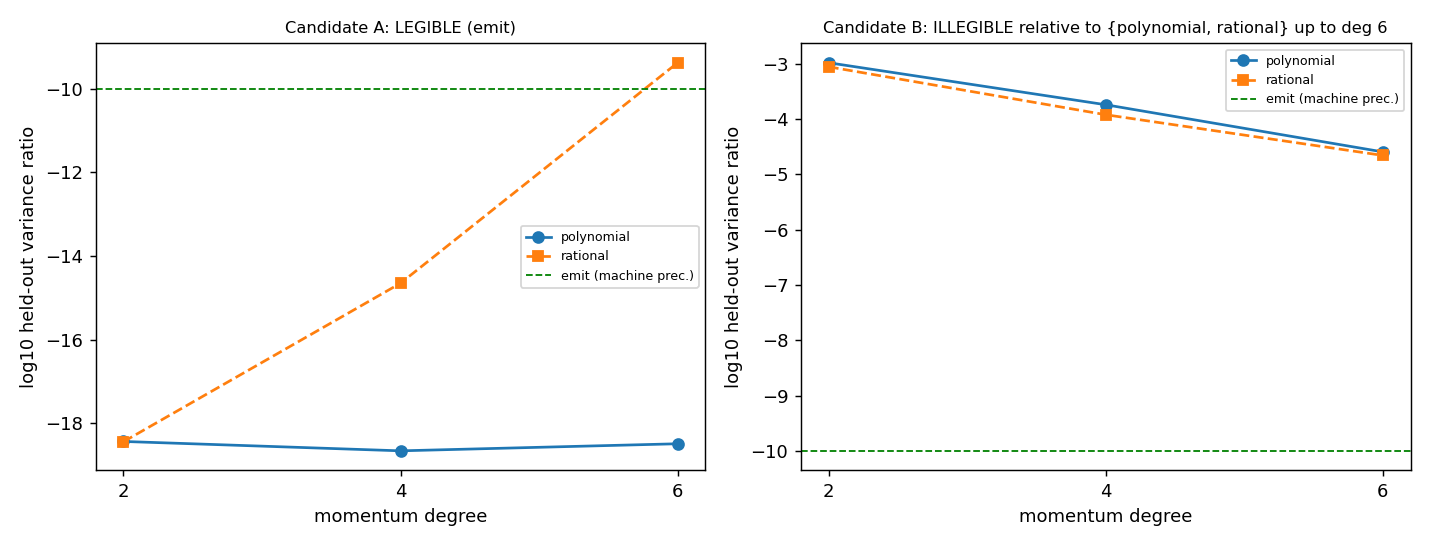 Candidate A: LEGIBLE (emit)
log10 held-out variance ratio
−10
−12
−14
−16
−18
polynomial
rational
emit (machine prec.)
2
4
6
momentum degree
Candidate B: ILLEGIBLE relative to {polynomial, rational} up to deg 6
log10 held-out variance ratio
−3
−4
−5
−6
−7
−8
−9
−10
polynomial
rational
emit (machine prec.)
2
4
6
momentum degree